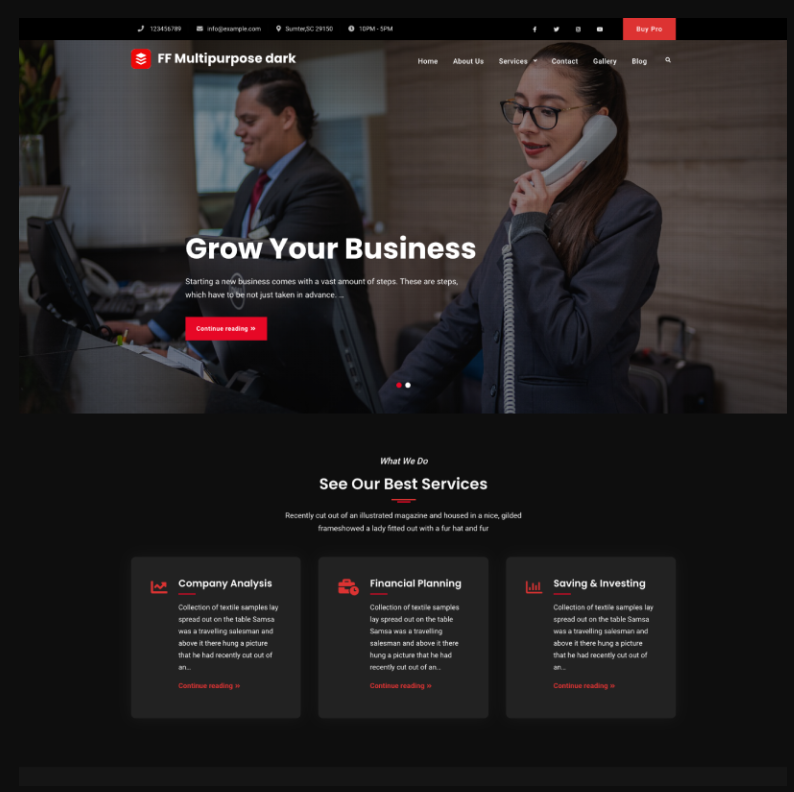 123456789 info@example.com Sumter,SC 29150 10PM - 5PM Buy Pro
FF Multipurpose dark
Home About Us Services Contact Gallery Blog
Grow Your Business
Starting a new business comes with a vast amount of steps. These are steps,
which have to be not just taken in advance. ...
Continue reading »
What We Do
See Our Best Services
Recently cut out of an illustrated magazine and housed in a nice, gilded
frameshowed a lady fitted out with a fur hat and fur
Company Analysis
Collection of textile samples lay
spread out on the table Samsa
was a travelling salesman and
above it there hung a picture
that he had recently cut out of
an...
Continue reading »
Financial Planning
Collection of textile samples
lay spread out on the table
Samsa was a travelling
salesman and above it there
hung a picture that he had
recently cut out of an...
Continue reading »
Saving & Investing
Collection of textile samples lay
spread out on the table Samsa
was a travelling salesman and
above it there hung a picture
that he had recently cut out of
an...
Continue reading »